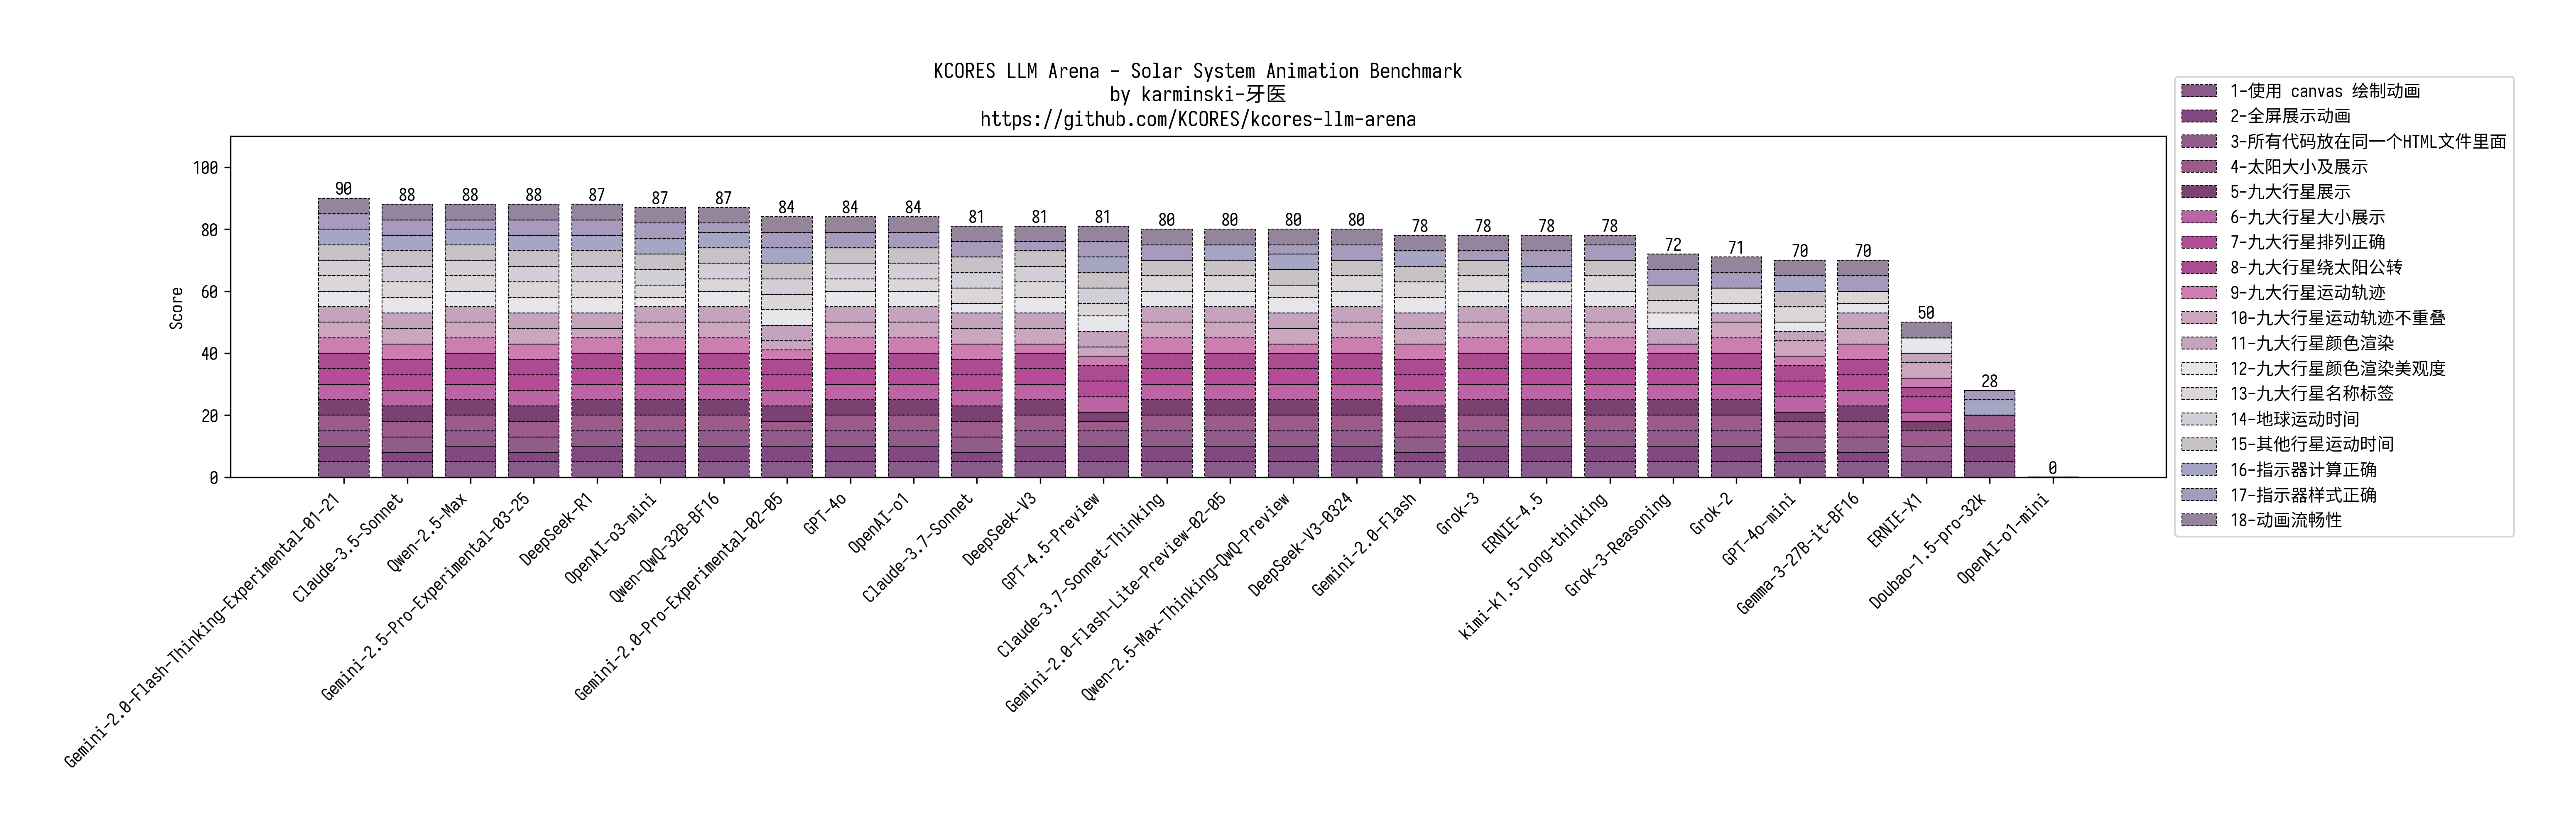 KCORES LLM Arena - Solar System Animation Benchmark
by karminski-牙医
https://github.com/KCORES/kcores-llm-arena
Score
100
80
60
40
20
0
90
88
88
88
87
87
87
84
84
84
81
81
81
80
80
80
80
78
78
78
78
72
71
70
70
50
28
0
Gemini-2.0-Flash-Thinking-Experimental-01-21
Claude-3.5-Sonnet
Qwen-2.5-Max
Gemini-2.5-Pro-Experimental-03-25
DeepSeek-R1
OpenAI-o3-mini
Qwen-QwQ-32B-BF16
Gemini-2.0-Pro-Experimental-02-05
GPT-4o
OpenAI-o1
Claude-3.7-Sonnet
DeepSeek-V3
GPT-4.5-Preview
Claude-3.7-Sonnet-Thinking
Gemini-2.0-Flash-Lite-Preview-02-05
Qwen-2.5-Max-Thinking-QwQ-Preview
DeepSeek-V3-0324
Gemini-2.0-Flash
Grok-3
ERNIE-4.5
kimi-k1.5-long-thinking
Grok-3-Reasoning
Grok-2
GPT-4o-mini
Gemma-3-27B-it-BF16
ERNIE-X1
Doubao-1.5-pro-32k
OpenAI-o1-mini
1-使用 canvas 绘制动画
2-全屏展示动画
3-所有代码放在同一个HTML文件里面
4-太阳大小及展示
5-九大行星展示
6-九大行星大小展示
7-九大行星排列正确
8-九大行星绕太阳公转
9-九大行星运动轨迹
10-九大行星运动轨迹不重叠
11-九大行星颜色渲染
12-九大行星颜色渲染美观度
13-九大行星名称标签
14-地球运动时间
15-其他行星运动时间
16-指示器计算正确
17-指示器样式正确
18-动画流畅性